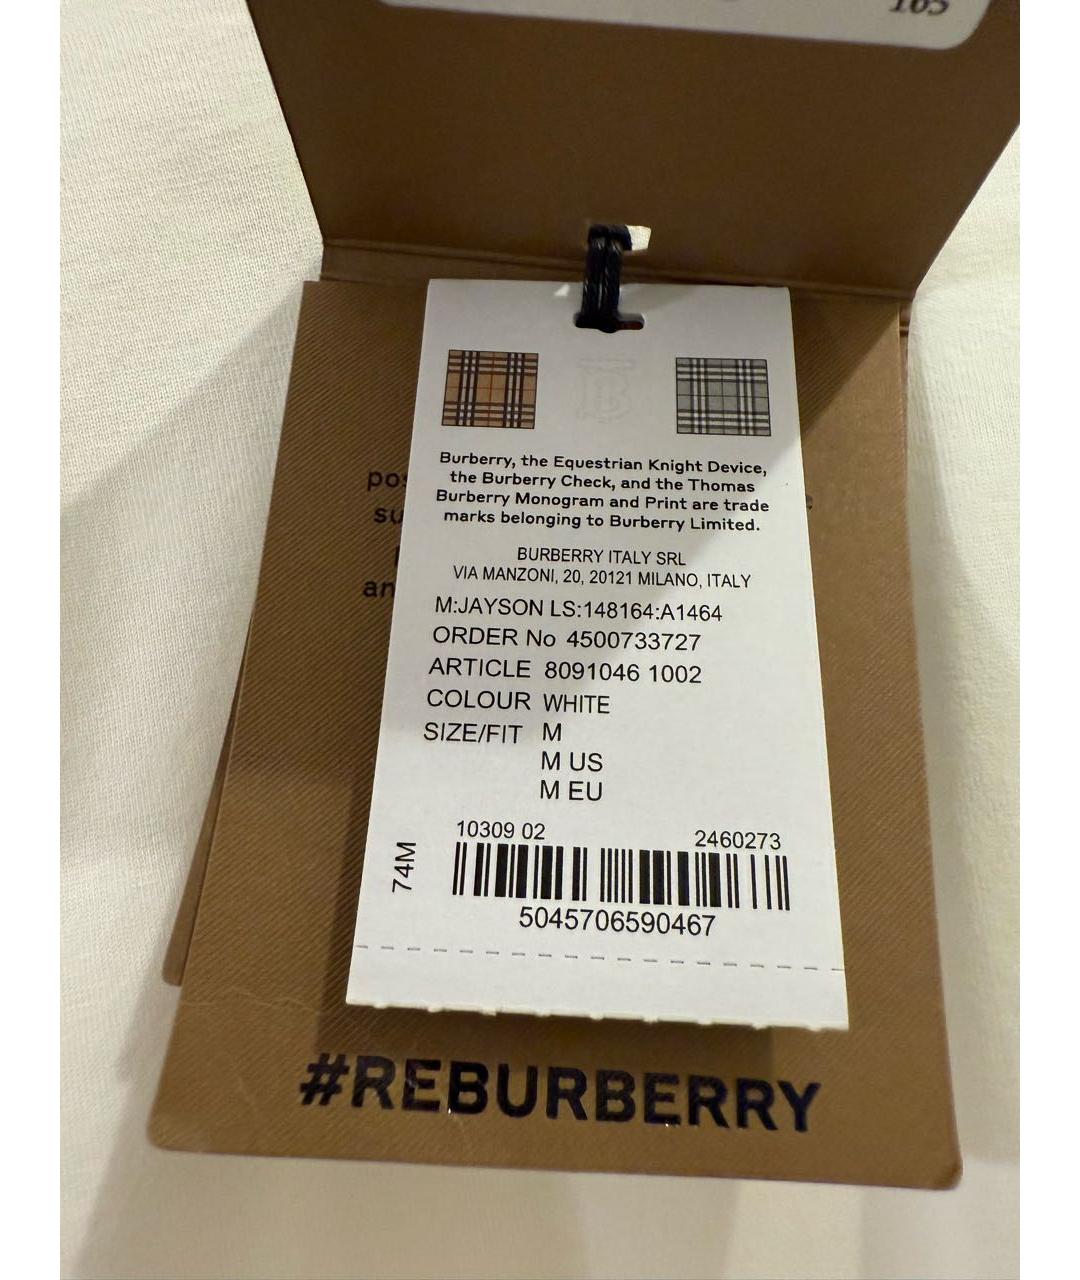 165
Burberry, the Equestrian Knight Device,
the Burberry Check, and the Thomas
Burberry Monogram and Print are trade
marks belonging to Burberry Limited.
BURBERRY ITALY SRL
VIA MANZONI, 20, 20121 MILANO, ITALY
M:JAYSON LS:148164:A1464
ORDER No 4500733727
ARTICLE 8091046 1002
COLOUR WHITE
SIZE/FIT M
M US
M EU
10309 02 2460273
74M
5045706590467
#REBURBERRY